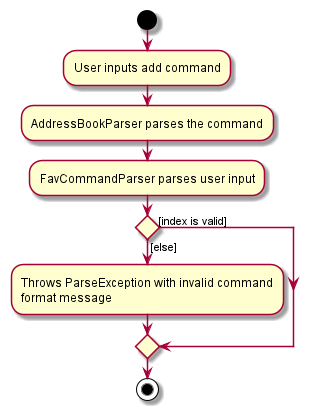 User inputs add command
AddressBookParser parses the command
FavCommandParser parses user input
[index is valid]
[else]
Throws ParseException with invalid command
format message